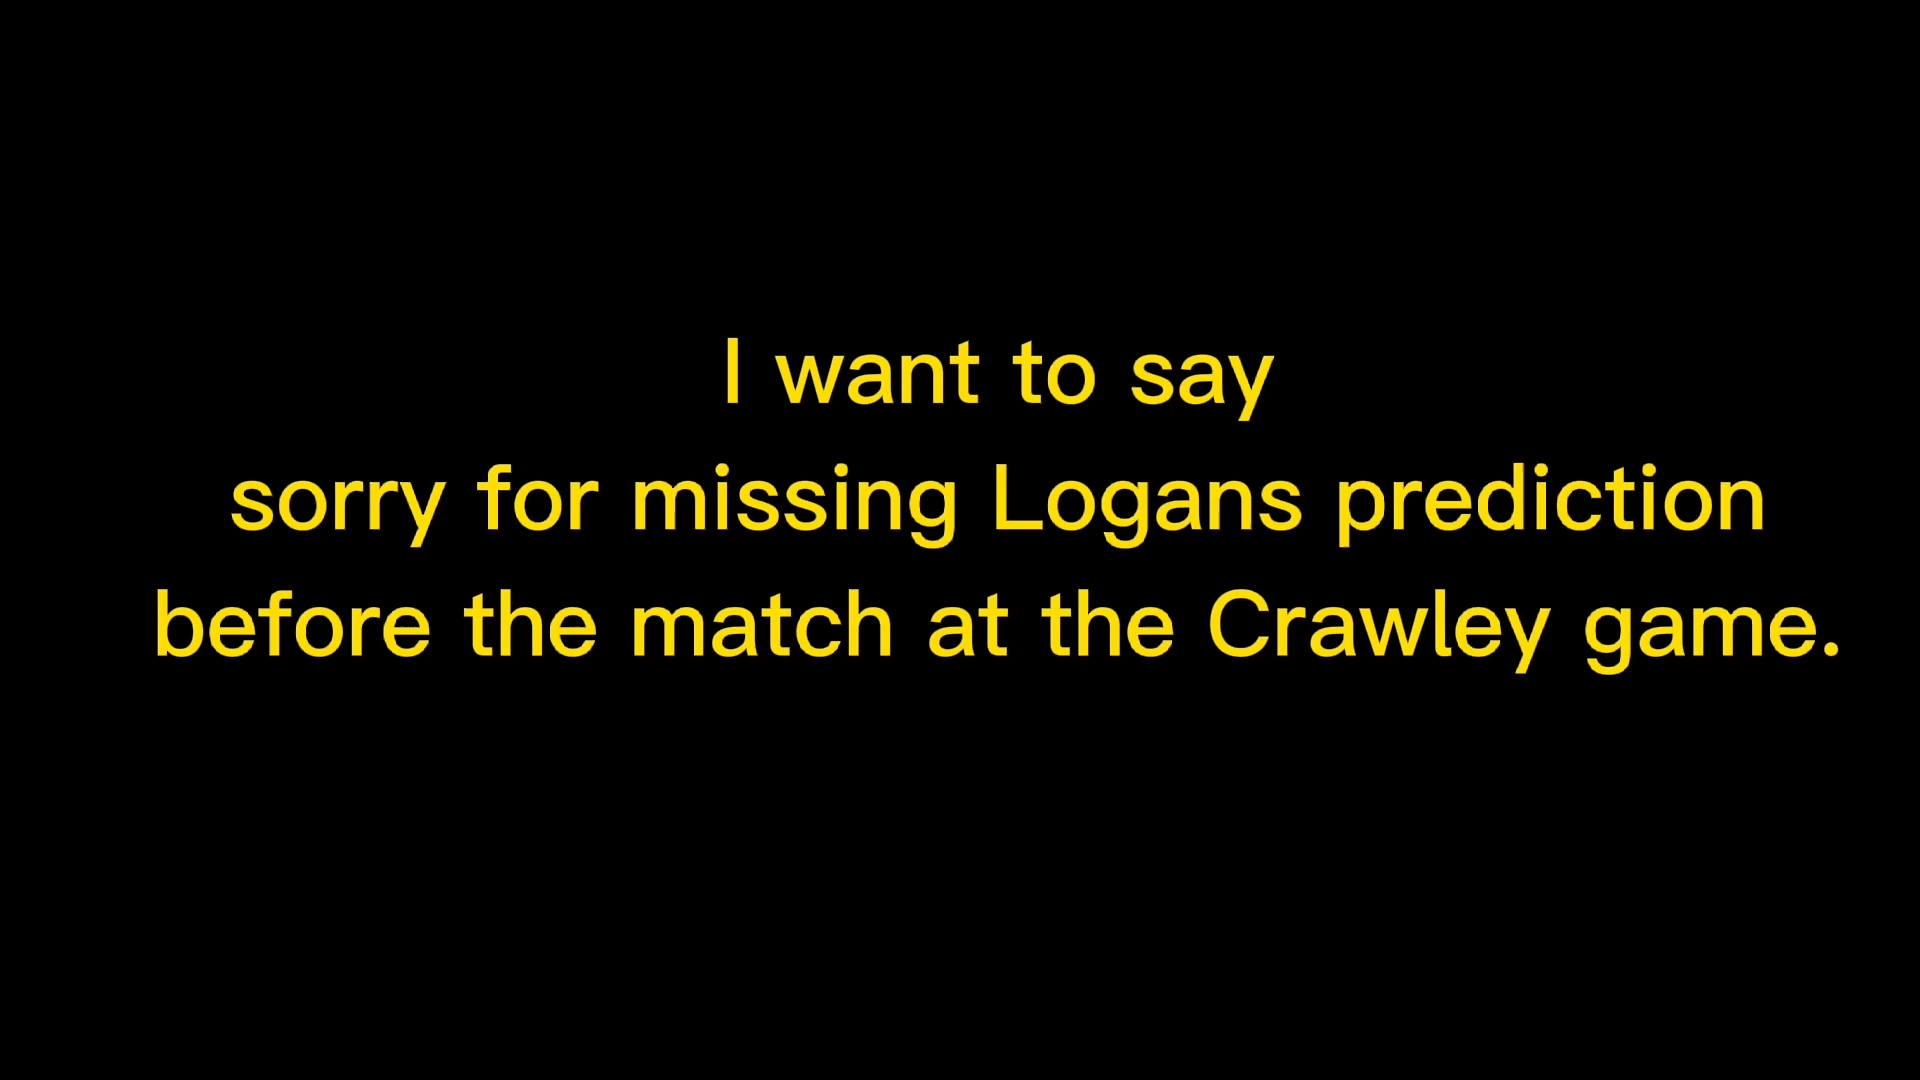 I want to say
sorry for missing Logans prediction
before the match at the Crawley game.